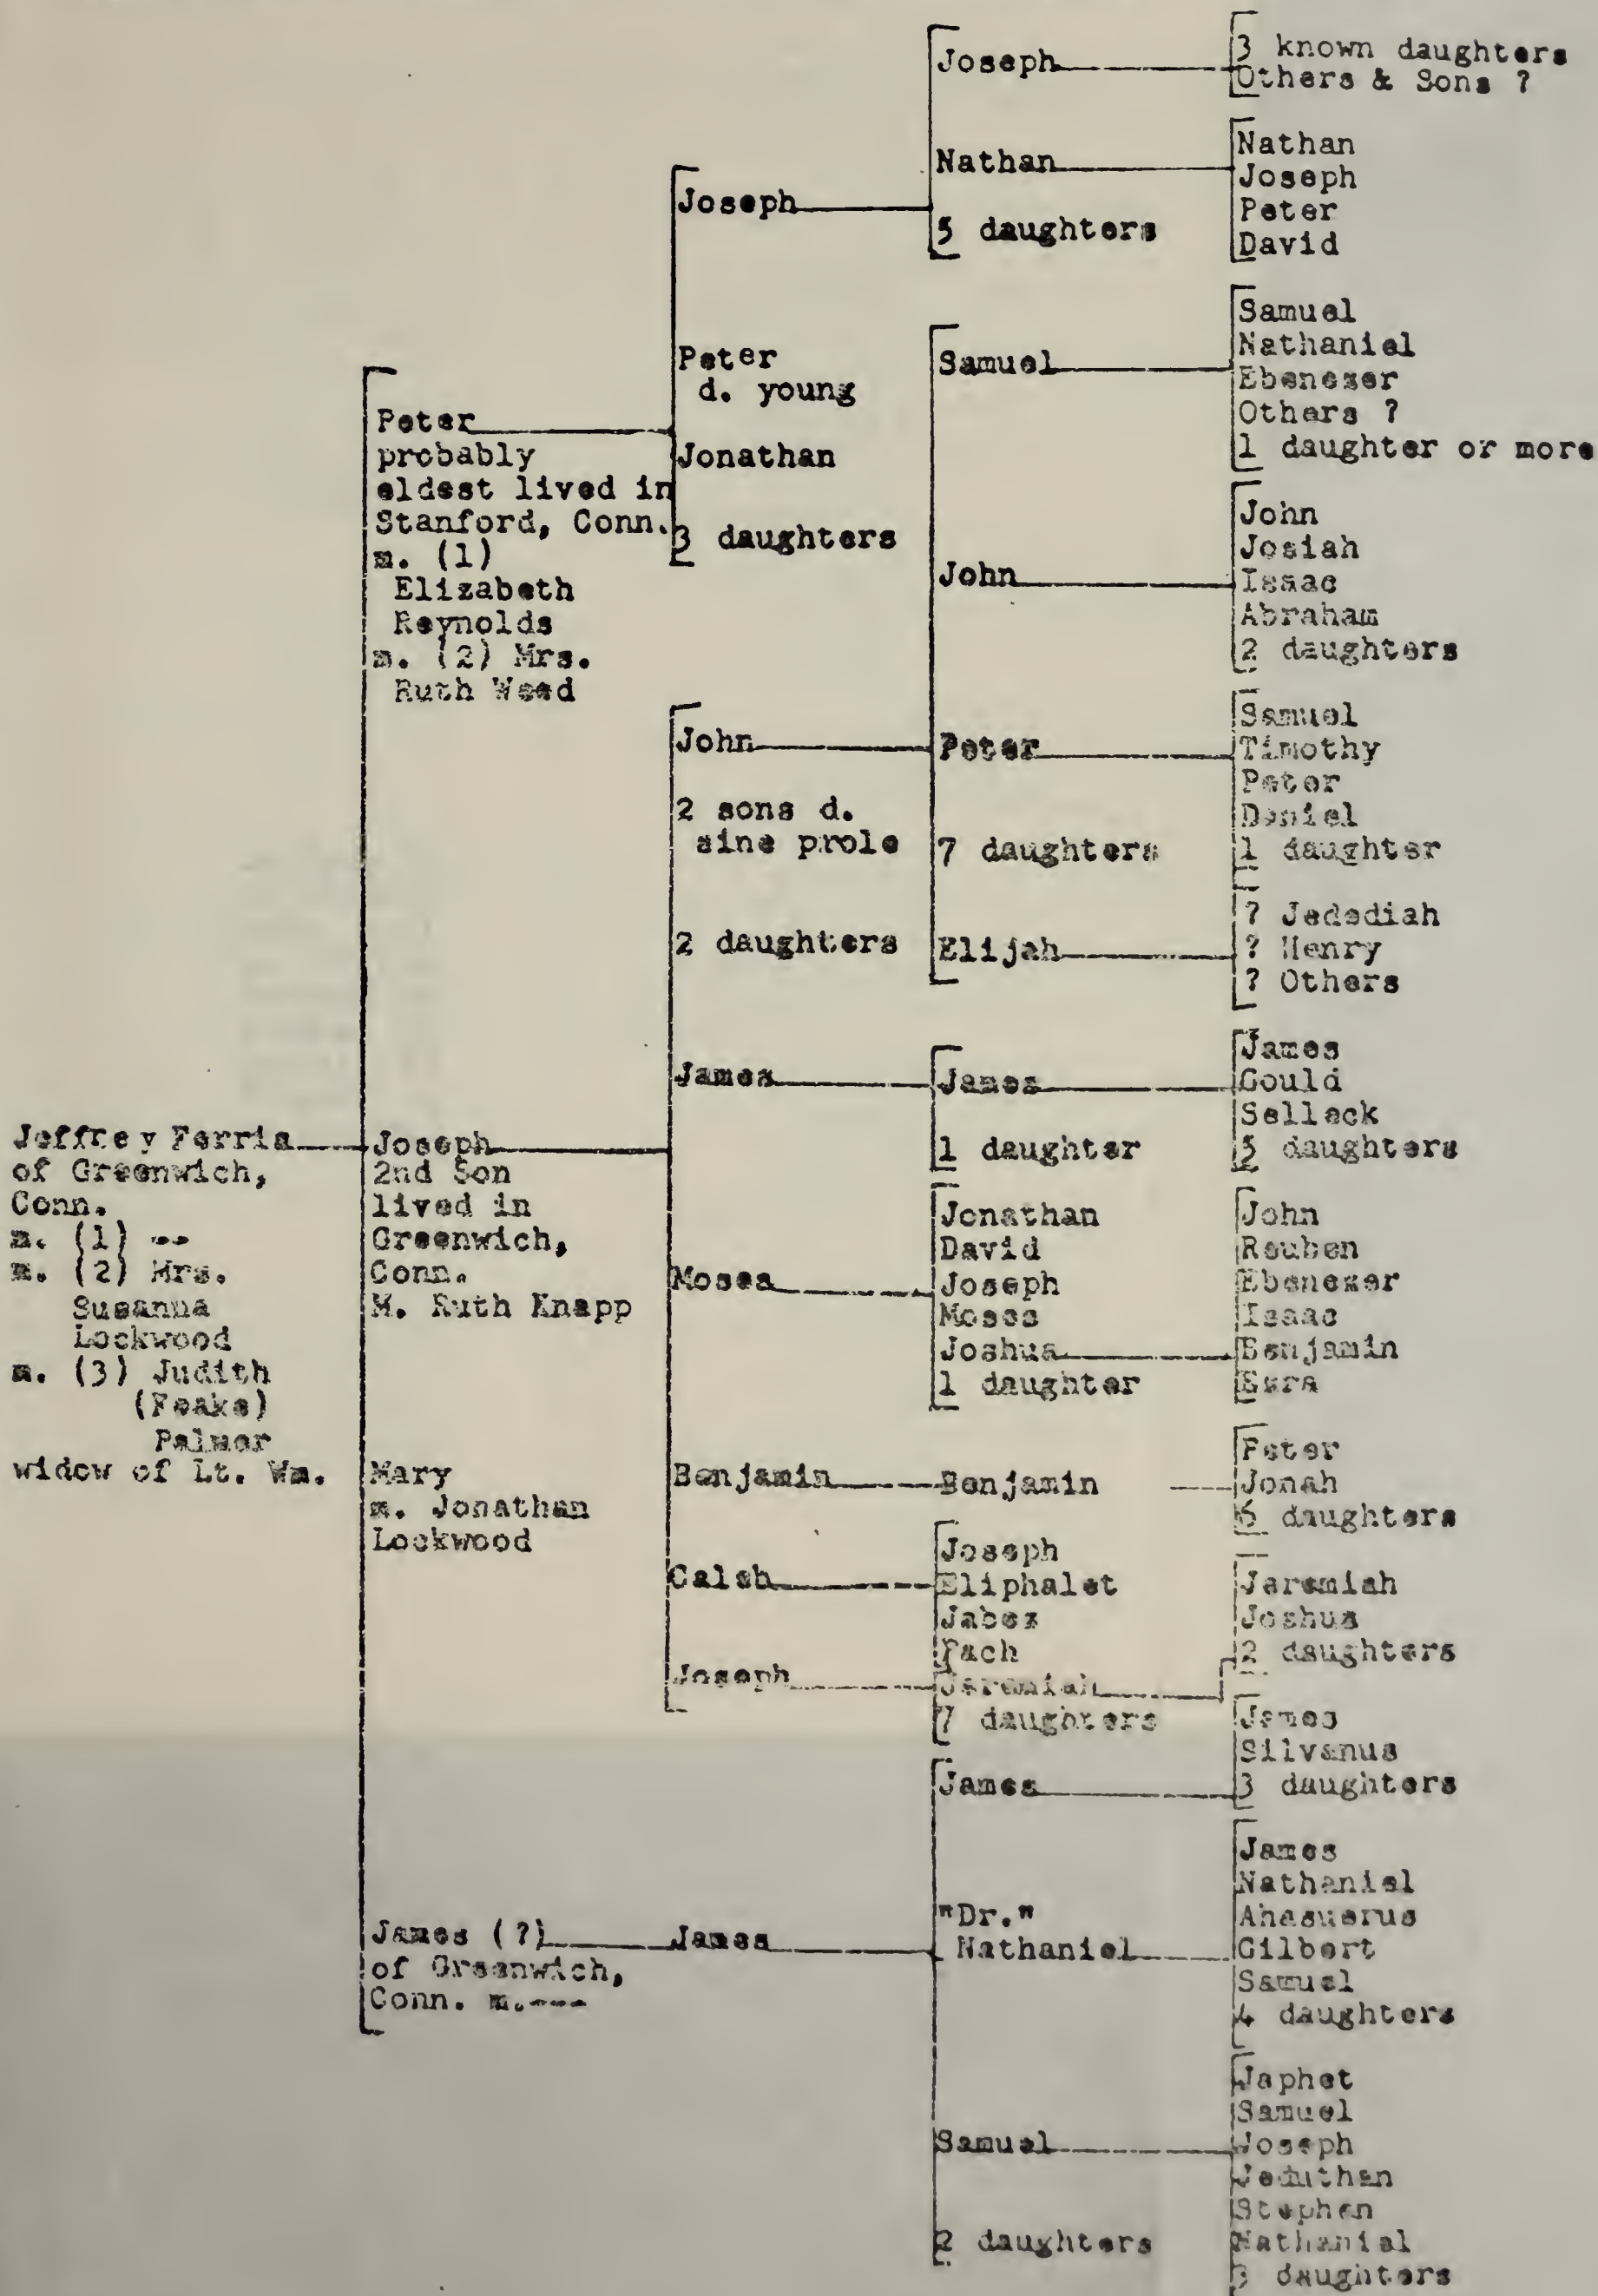 Jeffrey Ferris
of Greenwich,
Conn.
m. (1) --
m. (2) Mrs.
Susanna
Lockwood
m. (3) Judith
(Feake)
Palmer
widow of Lt. Wm.
Peter
probably
eldest lived in
Stanford, Conn.
m. (1)
Elizabeth
Reynolds
m. (2) Mrs.
Ruth Weed
Joseph
2nd Son
lived in
Greenwich,
Conn.
M. Ruth Knapp
Mary
m. Jonathan
Lockwood
James (?)
of Greenwich,
Conn. m.---
Joseph
Peter
d. young
Jonathan
3 daughters
John
2 sons d.
sine prole
2 daughters
James
Moses
Benjamin
Caleb
Joseph
James
Joseph
Nathan
5 daughters
Samuel
John
Peter
7 daughters
Elijah
James
1 daughter
Jonathan
David
Joseph
Moses
Joshua
1 daughter
Benjamin
Joseph
Eliphalet
Jabez
Zach
Jeremiah
7 daughters
James
"Dr."
Nathaniel
Samuel
2 daughters
3 known daughters
Others & Sons ?
Nathan
Joseph
Peter
David
Samuel
Nathaniel
Ebenezer
Others ?
1 daughter or more
John
Josiah
Isaac
Abraham
2 daughters
Samuel
Timothy
Peter
Daniel
1 daughter
? Jedediah
? Henry
? Others
James
Gould
Selleck
5 daughters
John
Reuben
Ebenezer
Isaac
Benjamin
Ezra
Peter
Jonah
6 daughters
Jeremiah
Joshua
2 daughters
James
Silvanus
3 daughters
James
Nathaniel
Ahasuerus
Gilbert
Samuel
4 daughters
Japhet
Samuel
Joseph
Jeduthan
Stephen
Nathaniel
daughters